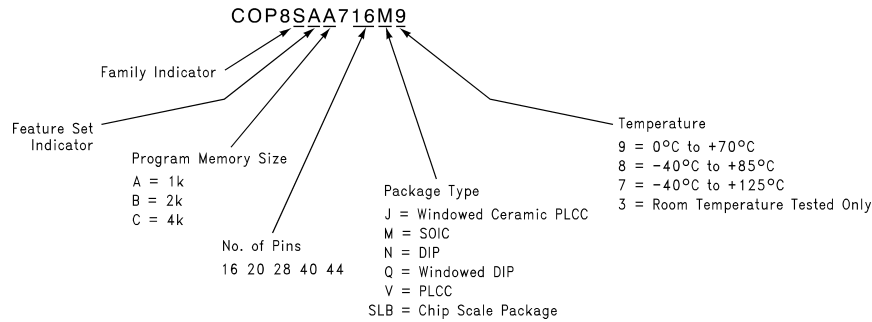 COP8SAA716M9
Family Indicator
Feature Set
Indicator
Program Memory Size
A = 1k
B = 2k
C = 4k
No. of Pins
16 20 28 40 44
Package Type
J = Windowed Ceramic PLCC
M = SOIC
N = DIP
Q = Windowed DIP
V = PLCC
SLB = Chip Scale Package
Temperature
9 = 0°C to +70°C
8 = −40°C to +85°C
7 = −40°C to +125°C
3 = Room Temperature Tested Only